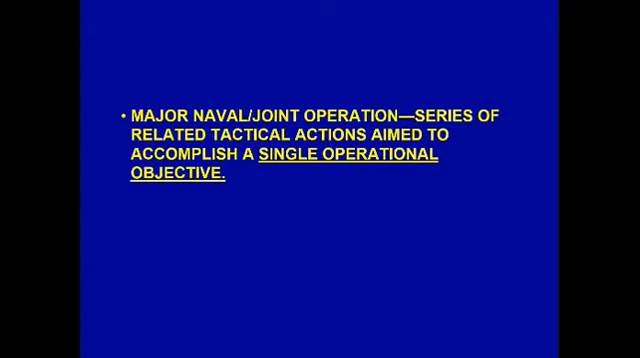 • MAJOR NAVAL/JOINT OPERATION—SERIES OF
RELATED TACTICAL ACTIONS AIMED TO
ACCOMPLISH A SINGLE OPERATIONAL
OBJECTIVE.